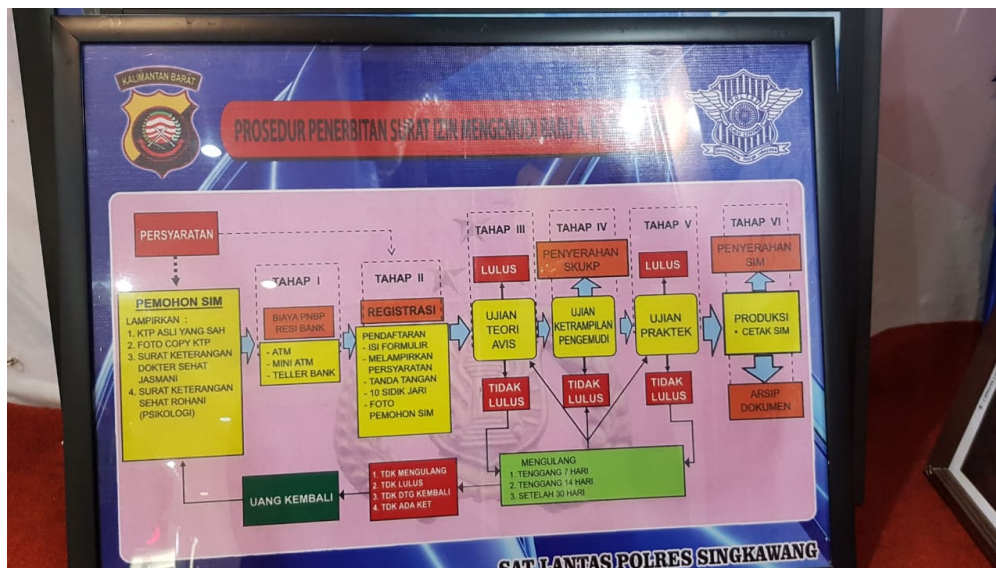 KALIMANTAN BARAT
PROSEDUR PENERBITAN SURAT IZIN MENGEMUDI BARU A,
PERSYARATAN
PEMOHON SIM
LAMPIRKAN :
1. KTP ASLI YANG SAH
2. FOTO COPY KTP
3. SURAT KETERANGAN
DOKTER SEHAT
JASMANI
4. SURAT KETERANGAN
SEHAT ROHANI
(PSIKOLOGI)
TAHAP I
BIAYA PNBP
RESI BANK
- ATM
- MINI ATM
- TELLER BANK
TAHAP II
REGISTRASI
PENDAFTARAN
- ISI FORMULIR
- MELAMPIRKAN
PERSYARATAN
- TANDA TANGAN
- 10 SIDIK JARI
- FOTO
PEMOHON SIM
TAHAP III
LULUS
UJIAN
TEORI
AVIS
TIDAK
LULUS
TAHAP IV
PENYERAHAN
SKUKP
UJIAN
KETRAMPILAN
PENGEMUDI
TIDAK
LULUS
TAHAP V
LULUS
UJIAN
PRAKTEK
TIDAK
LULUS
TAHAP VI
PENYERAHAN
SIM
PRODUKSI
• CETAK SIM
ARSIP
DOKUMEN
MENGULANG
1. TENGGANG 7 HARI
2. TENGGANG 14 HARI
3. SETELAH 30 HARI
1. TDK MENGULANG
2. TDK LULUS
3. TDK DTG KEMBALI
4. TDK ADA KET
UANG KEMBALI
SAT LANTAS POLRES SINGKAWANG